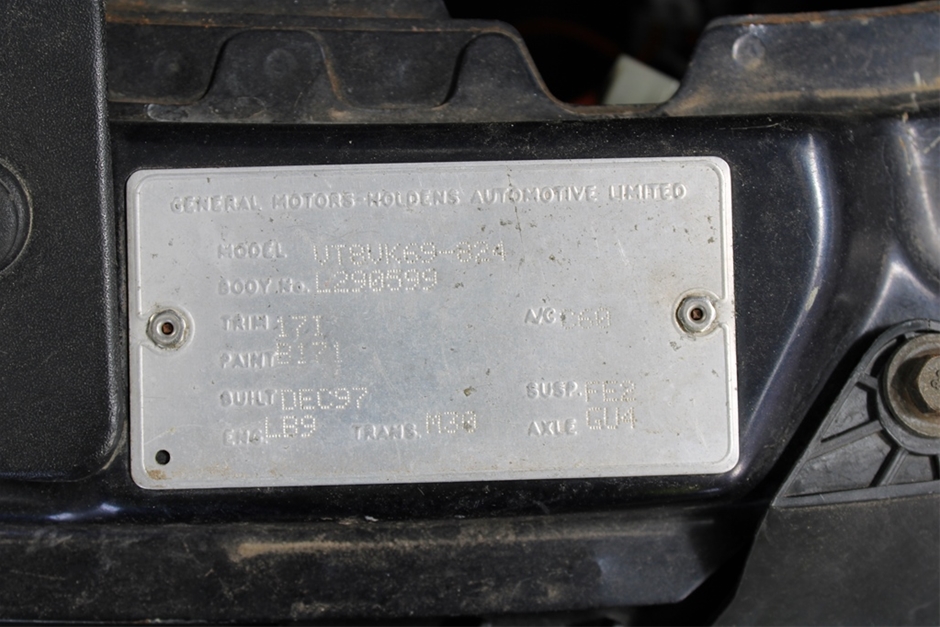 GENERAL MOTORS-HOLDENS AUTOMOTIVE LIMITED
MODEL VT8VK69-824
BODY.No. L290599
TRIM 17I A/C C60
PAINT 8171
BUILT DEC97 SUSP. FE2
ENG LB9 TRANS. M30 AXLE GU4